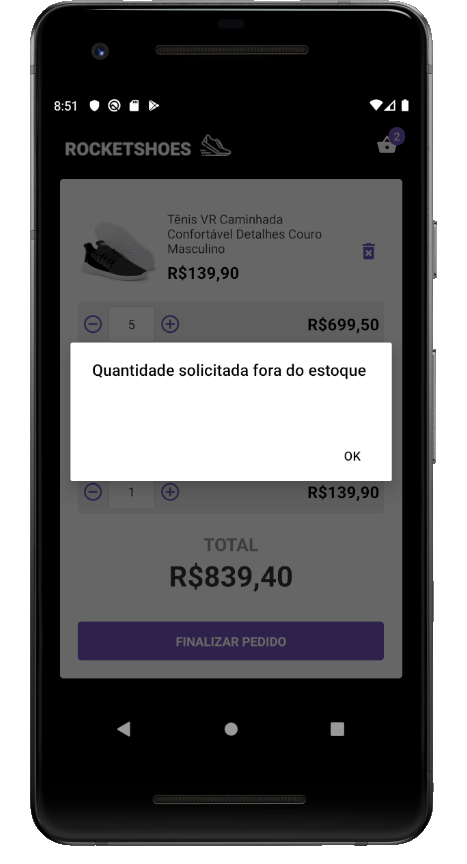 8:51
ROCKETSHOES
2
Tênis VR Caminhada
Confortável Detalhes Couro
Masculino
R$139,90
5
R$699,50
Quantidade solicitada fora do estoque
OK
1
R$139,90
TOTAL
R$839,40
FINALIZAR PEDIDO